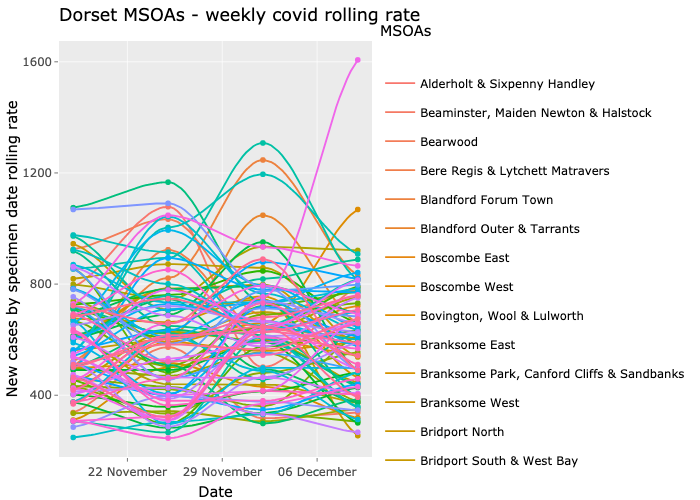 Dorset MSOAs - weekly covid rolling rate
MSOAs
New cases by specimen date rolling rate
1600
1200
800
400
22 November
29 November
06 December
Date
Alderholt & Sixpenny Handley
Beaminster, Maiden Newton & Halstock
Bearwood
Bere Regis & Lytchett Matravers
Blandford Forum Town
Blandford Outer & Tarrants
Boscombe East
Boscombe West
Bovington, Wool & Lulworth
Branksome East
Branksome Park, Canford Cliffs & Sandbanks
Branksome West
Bridport North
Bridport South & West Bay